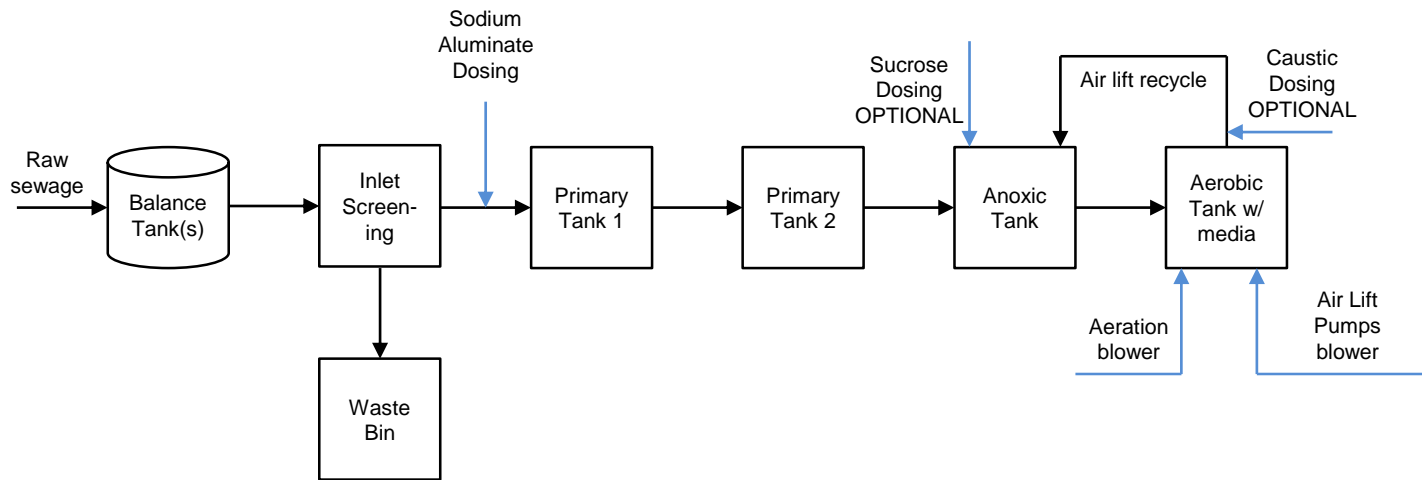 Raw
sewage
Balance
Tank(s)
Inlet
Screen-
ing
Waste
Bin
Sodium
Aluminate
Dosing
Primary
Tank 1
Primary
Tank 2
Sucrose
Dosing
OPTIONAL
Anoxic
Tank
Air lift recycle
Caustic
Dosing
OPTIONAL
Aerobic
Tank w/
media
Aeration
blower
Air Lift
Pumps
blower